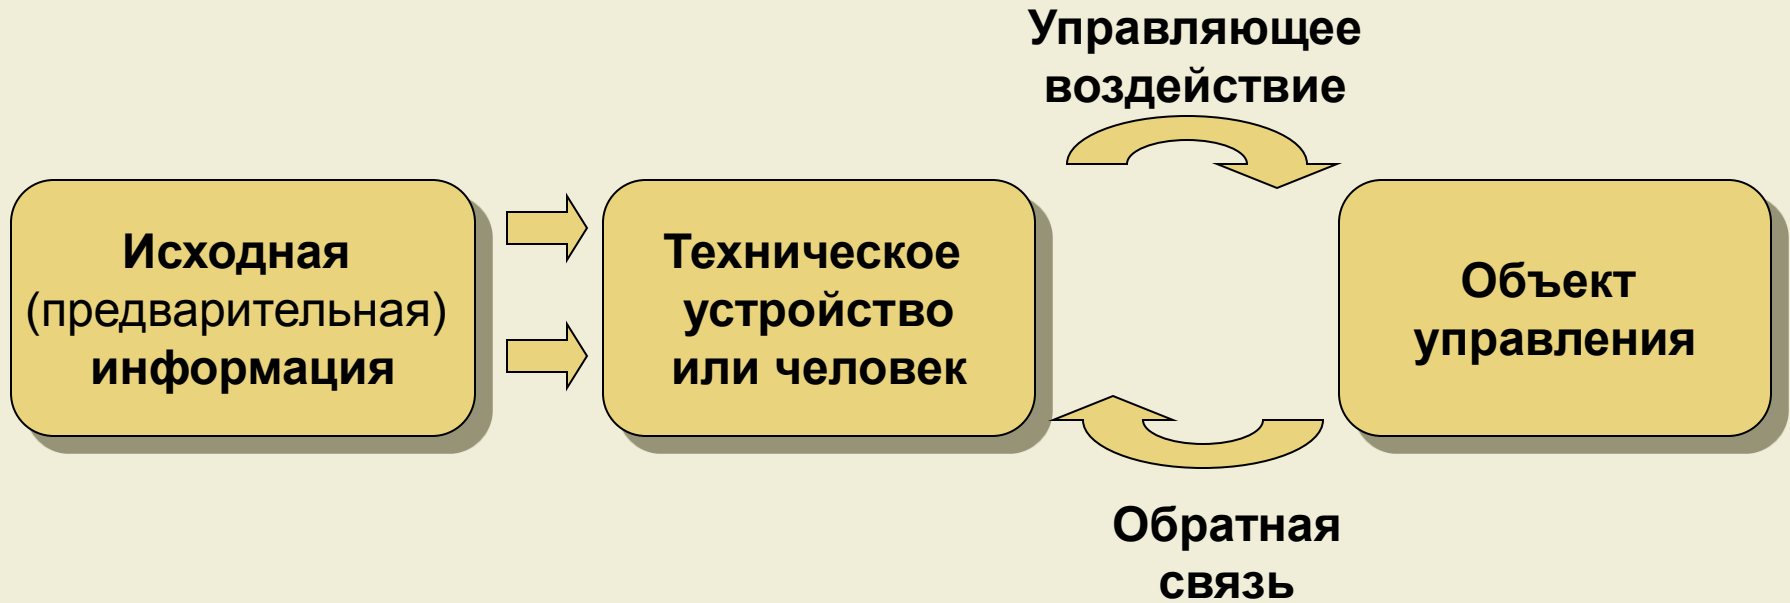 Управляющее
воздействие
Исходная
(предварительная)
информация
Техническое
устройство
или человек
Объект
управления
Обратная
связь